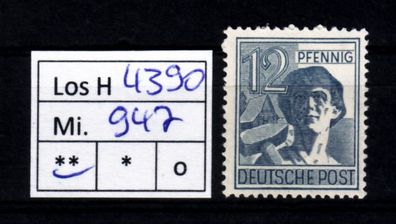 Los H 4390
Mi. 947
** * o
12 PFENNIG
DEUTSCHE POST